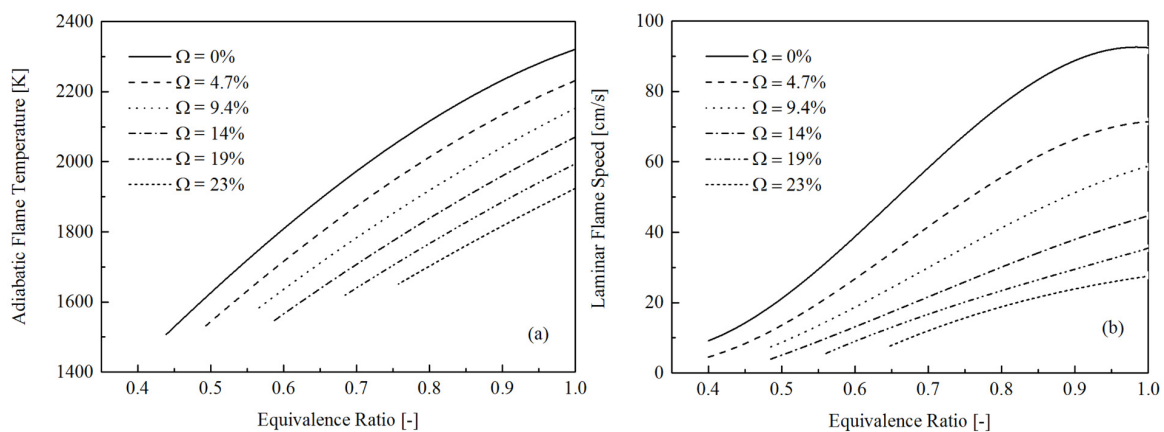 2400
2200
2000
1800
1600
1400
Adiabatic Flame Temperature [K]
Ω = 0%
Ω = 4.7%
Ω = 9.4%
Ω = 14%
Ω = 19%
Ω = 23%
(a)
0.4 0.5 0.6 0.7 0.8 0.9 1.0
Equivalence Ratio [-]
100
80
60
40
20
0
Laminar Flame Speed [cm/s]
Ω = 0%
Ω = 4.7%
Ω = 9.4%
Ω = 14%
Ω = 19%
Ω = 23%
(b)
0.4 0.5 0.6 0.7 0.8 0.9 1.0
Equivalence Ratio [-]